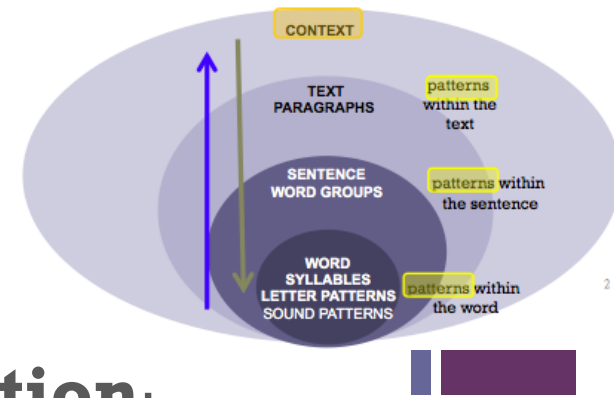 CONTEXT
TEXT
PARAGRAPHS
patterns
within the
text
SENTENCE
WORD GROUPS
patterns within
the sentence
WORD
SYLLABLES
LETTER PATTERNS
SOUND PATTERNS
patterns within
the word
2